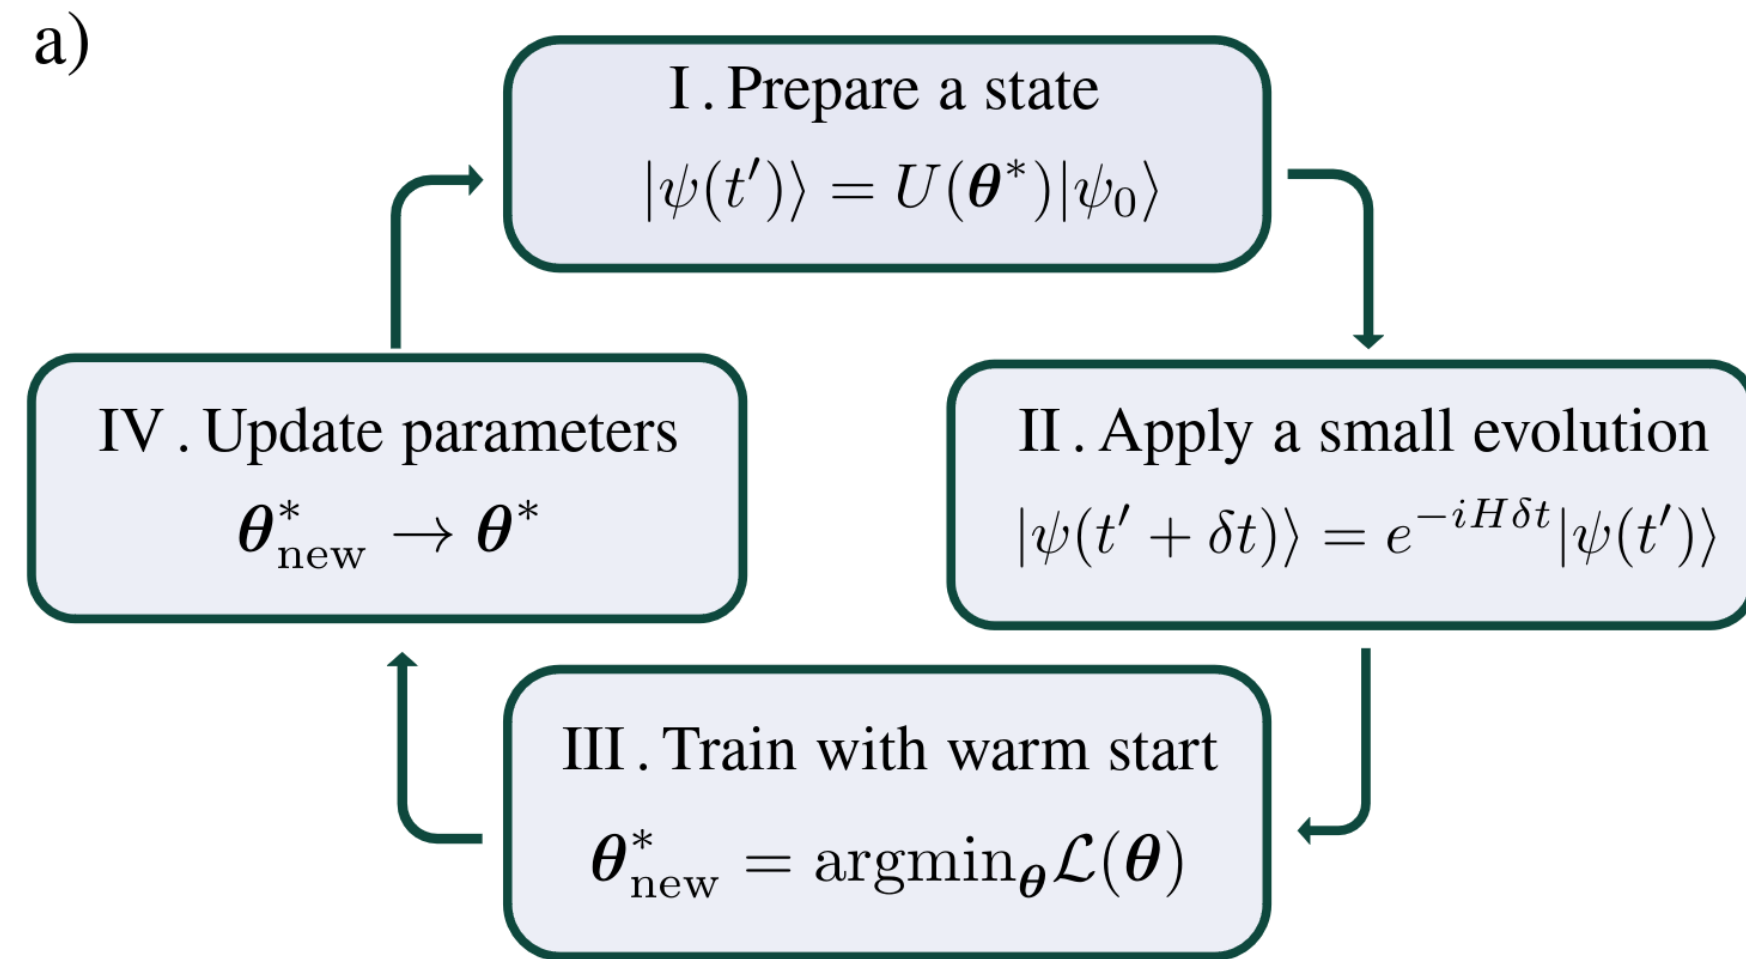 a)
I . Prepare a state
|ψ(t′)⟩ = U(θ*)|ψ₀⟩
II . Apply a small evolution
|ψ(t′ + δt)⟩ = e^{−iHδt}|ψ(t′)⟩
III . Train with warm start
θ*_new = argmin_θ ℒ(θ)
IV . Update parameters
θ*_new → θ*